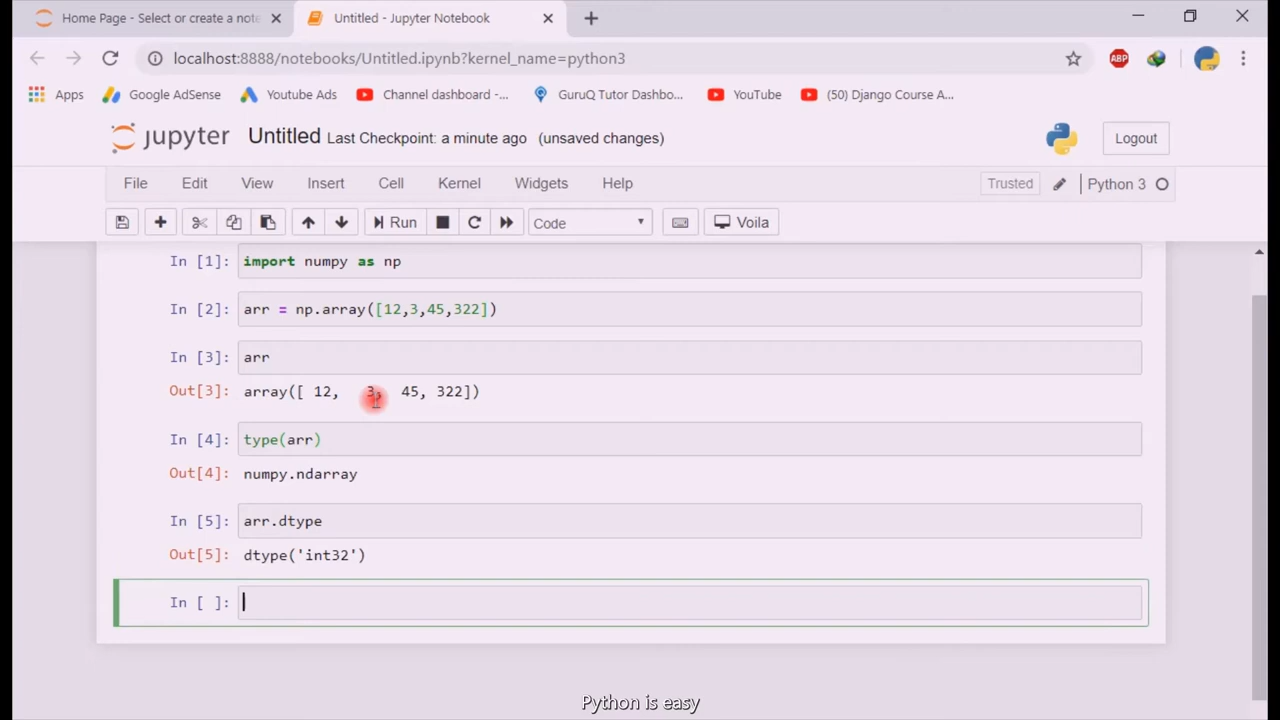 Home Page - Select or create a note
Untitled - Jupyter Notebook
localhost:8888/notebooks/Untitled.ipynb?kernel_name=python3
ABP
Apps Google AdSense Youtube Ads Channel dashboard -... GuruQ Tutor Dashbo... YouTube (50) Django Course A...
jupyter Untitled Last Checkpoint: a minute ago (unsaved changes) Logout
File Edit View Insert Cell Kernel Widgets Help Trusted Python 3
Run Code Voila
In [1]: import numpy as np
In [2]: arr = np.array([12,3,45,322])
In [3]: arr
Out[3]: array([ 12,   3,  45, 322])
In [4]: type(arr)
Out[4]: numpy.ndarray
In [5]: arr.dtype
Out[5]: dtype('int32')
In [ ]:
Python is easy